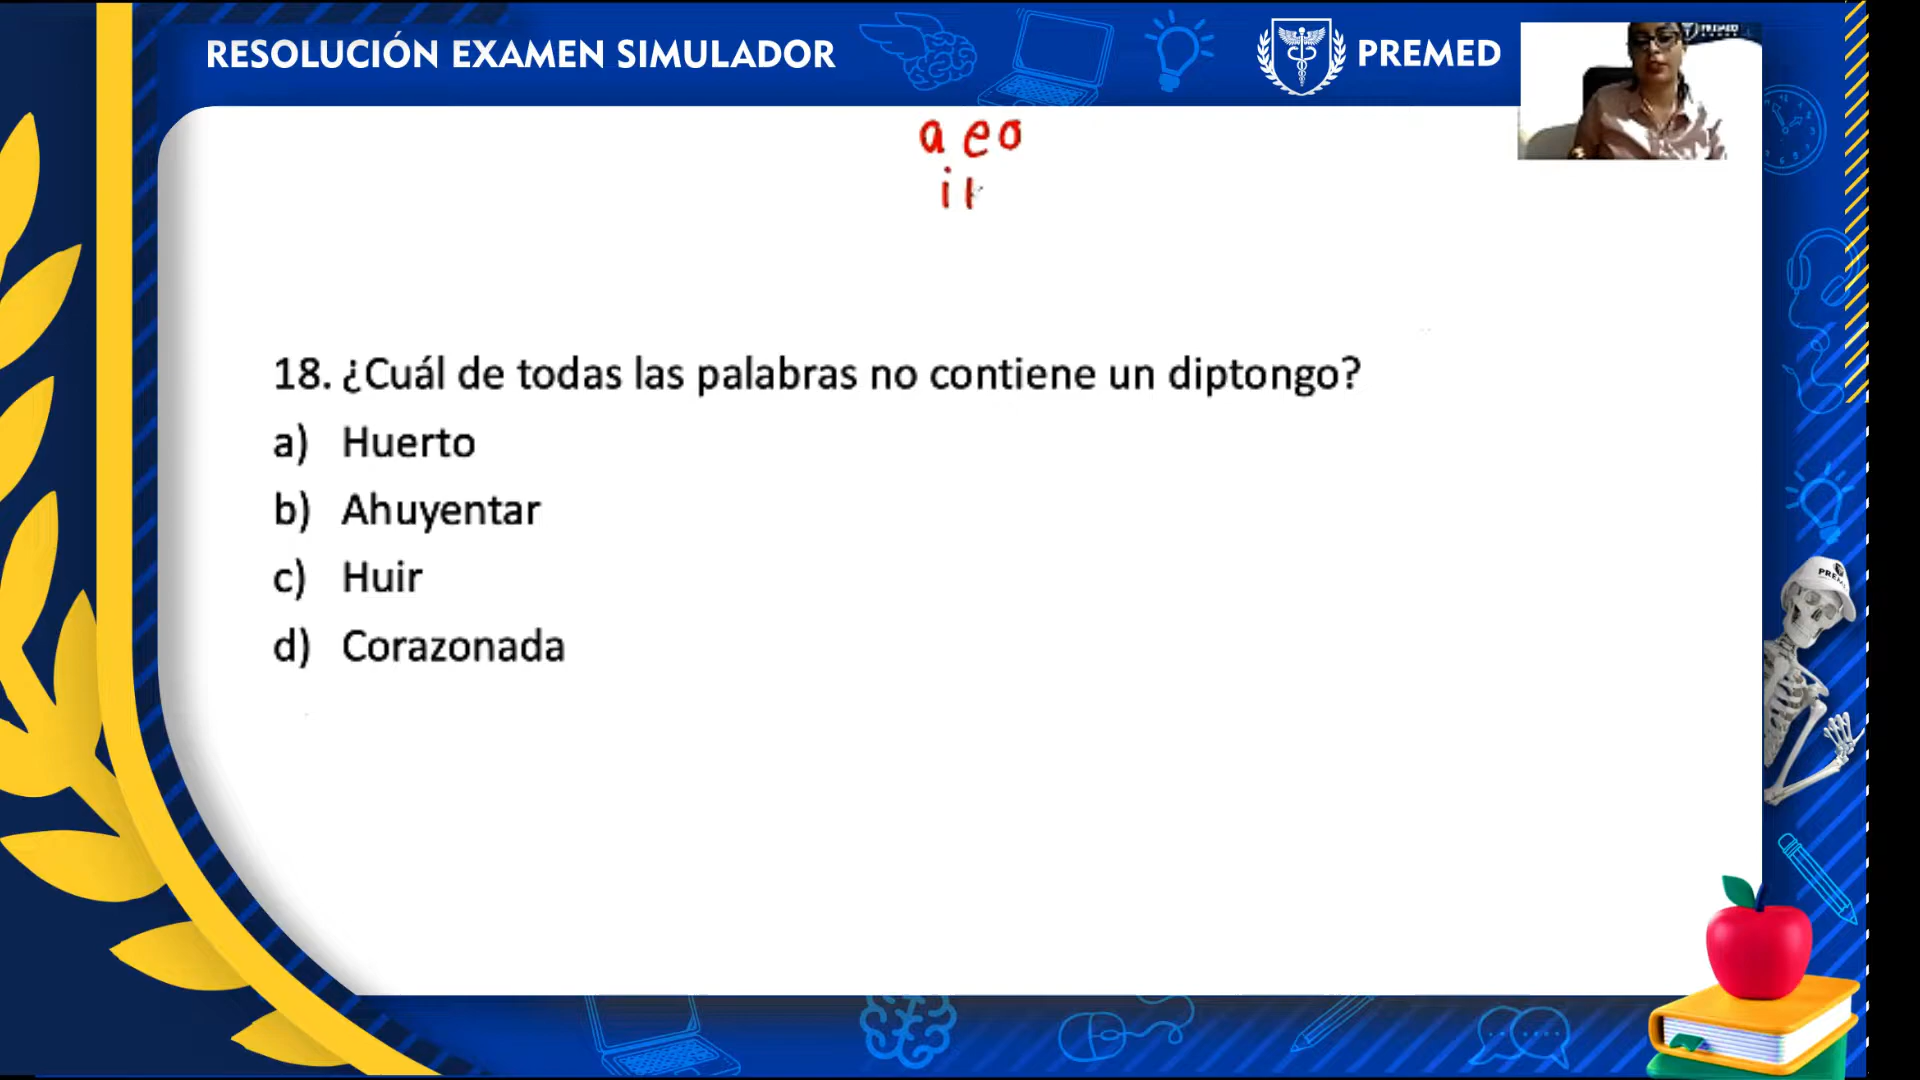 RESOLUCIÓN EXAMEN SIMULADOR
PREMED
a e o
i
18. ¿Cuál de todas las palabras no contiene un diptongo?
a) Huerto
b) Ahuyentar
c) Huir
d) Corazonada